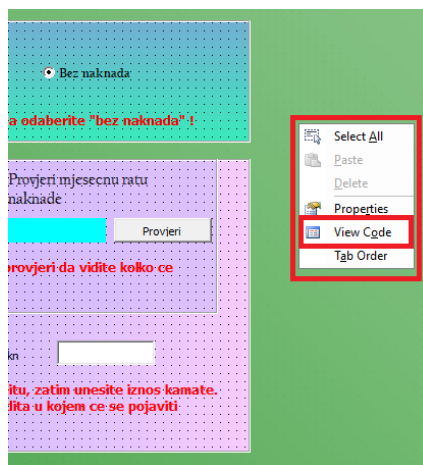 Bez naknada
a odaberite "bez naknada" !
Select All
Paste
Delete
Properties
View Code
Tab Order
Provjeri mjesecnu ratu
naknade
Provjeri
provjeri da vidite kolko ce
kn
itu, zatim unesite iznos kamate.
dita u kojem ce se pojaviti